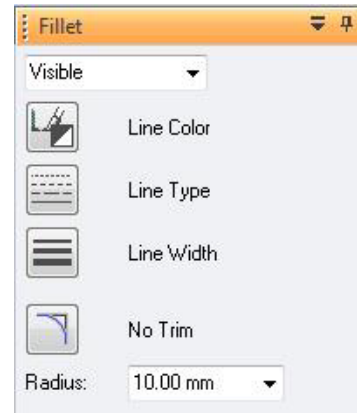 Fillet
Visible
Line Color
Line Type
Line Width
No Trim
Radius: 10.00 mm